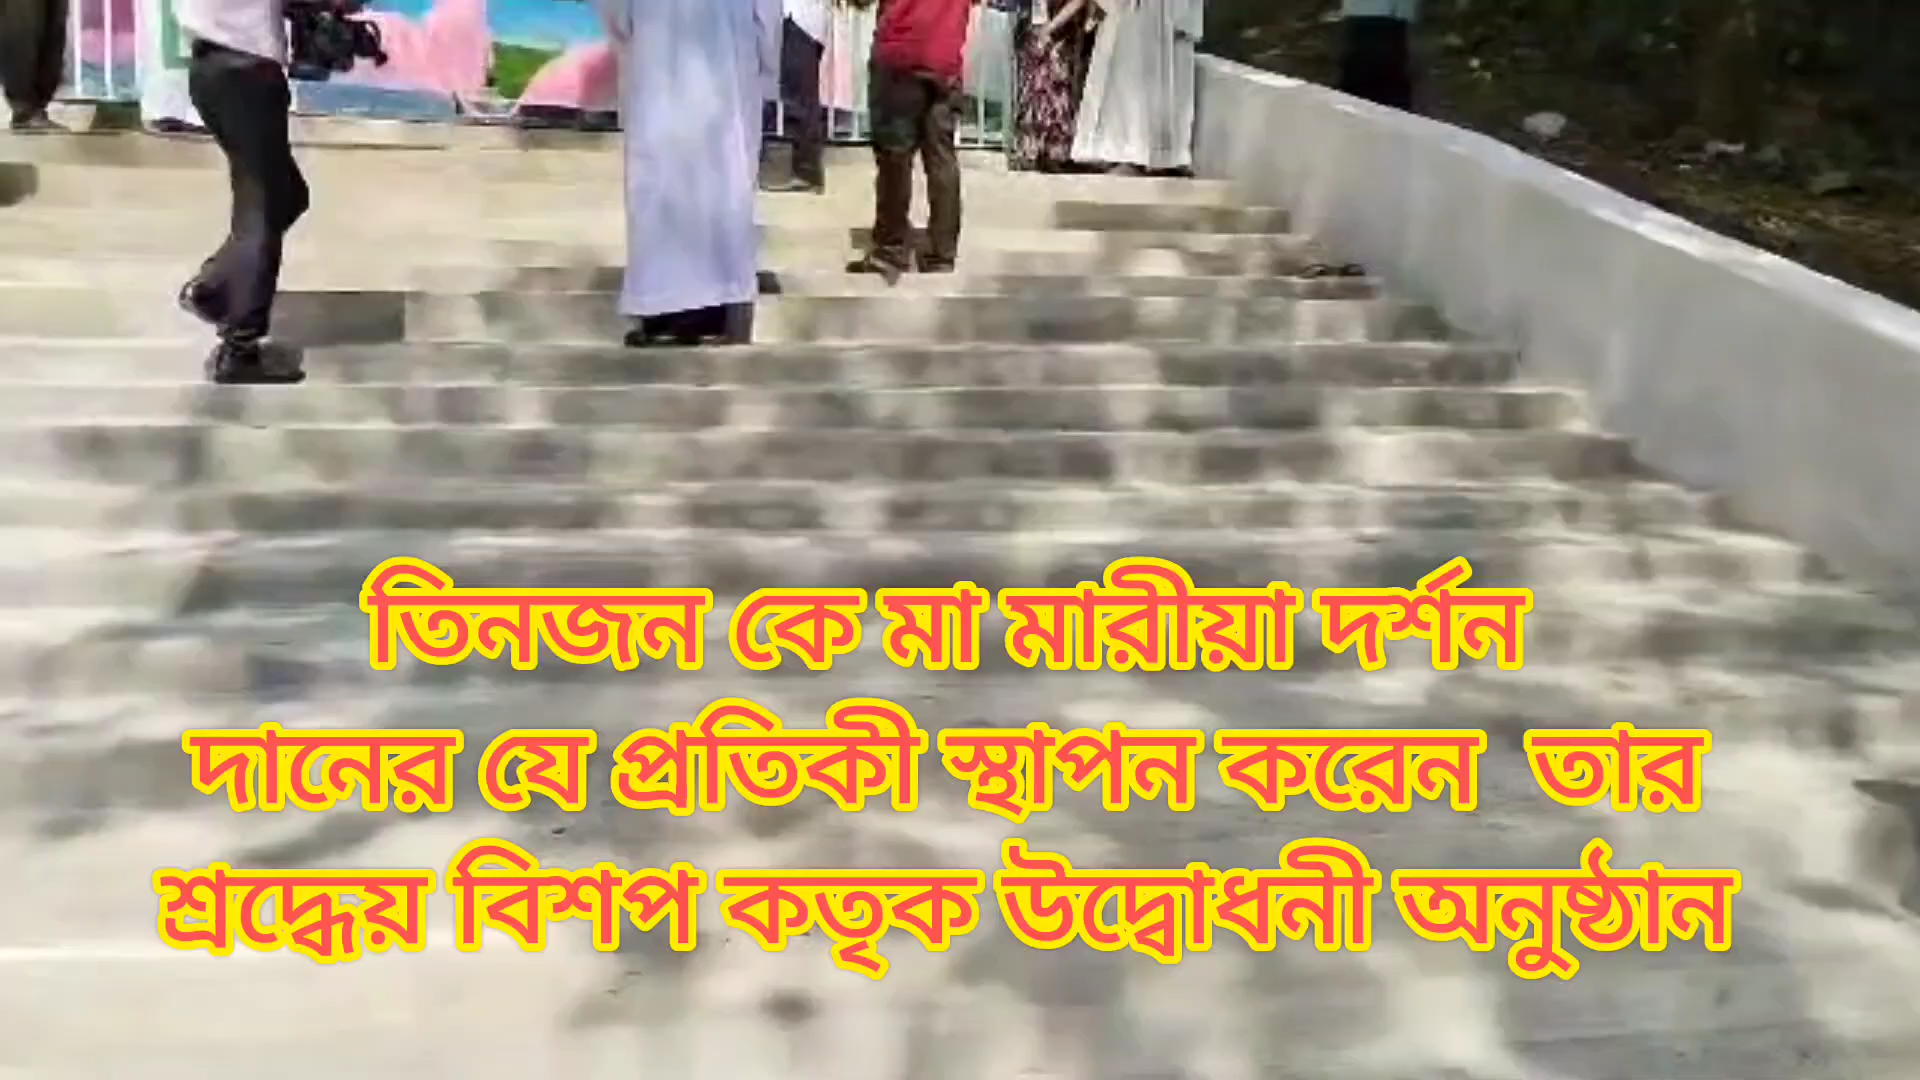 তিনজন কে মা মারীয়া দর্শন
দানের যে প্রতিকী স্থাপন করেন তার
শ্রদ্ধেয় বিশপ কতৃক উদ্বোধনী অনুষ্ঠান